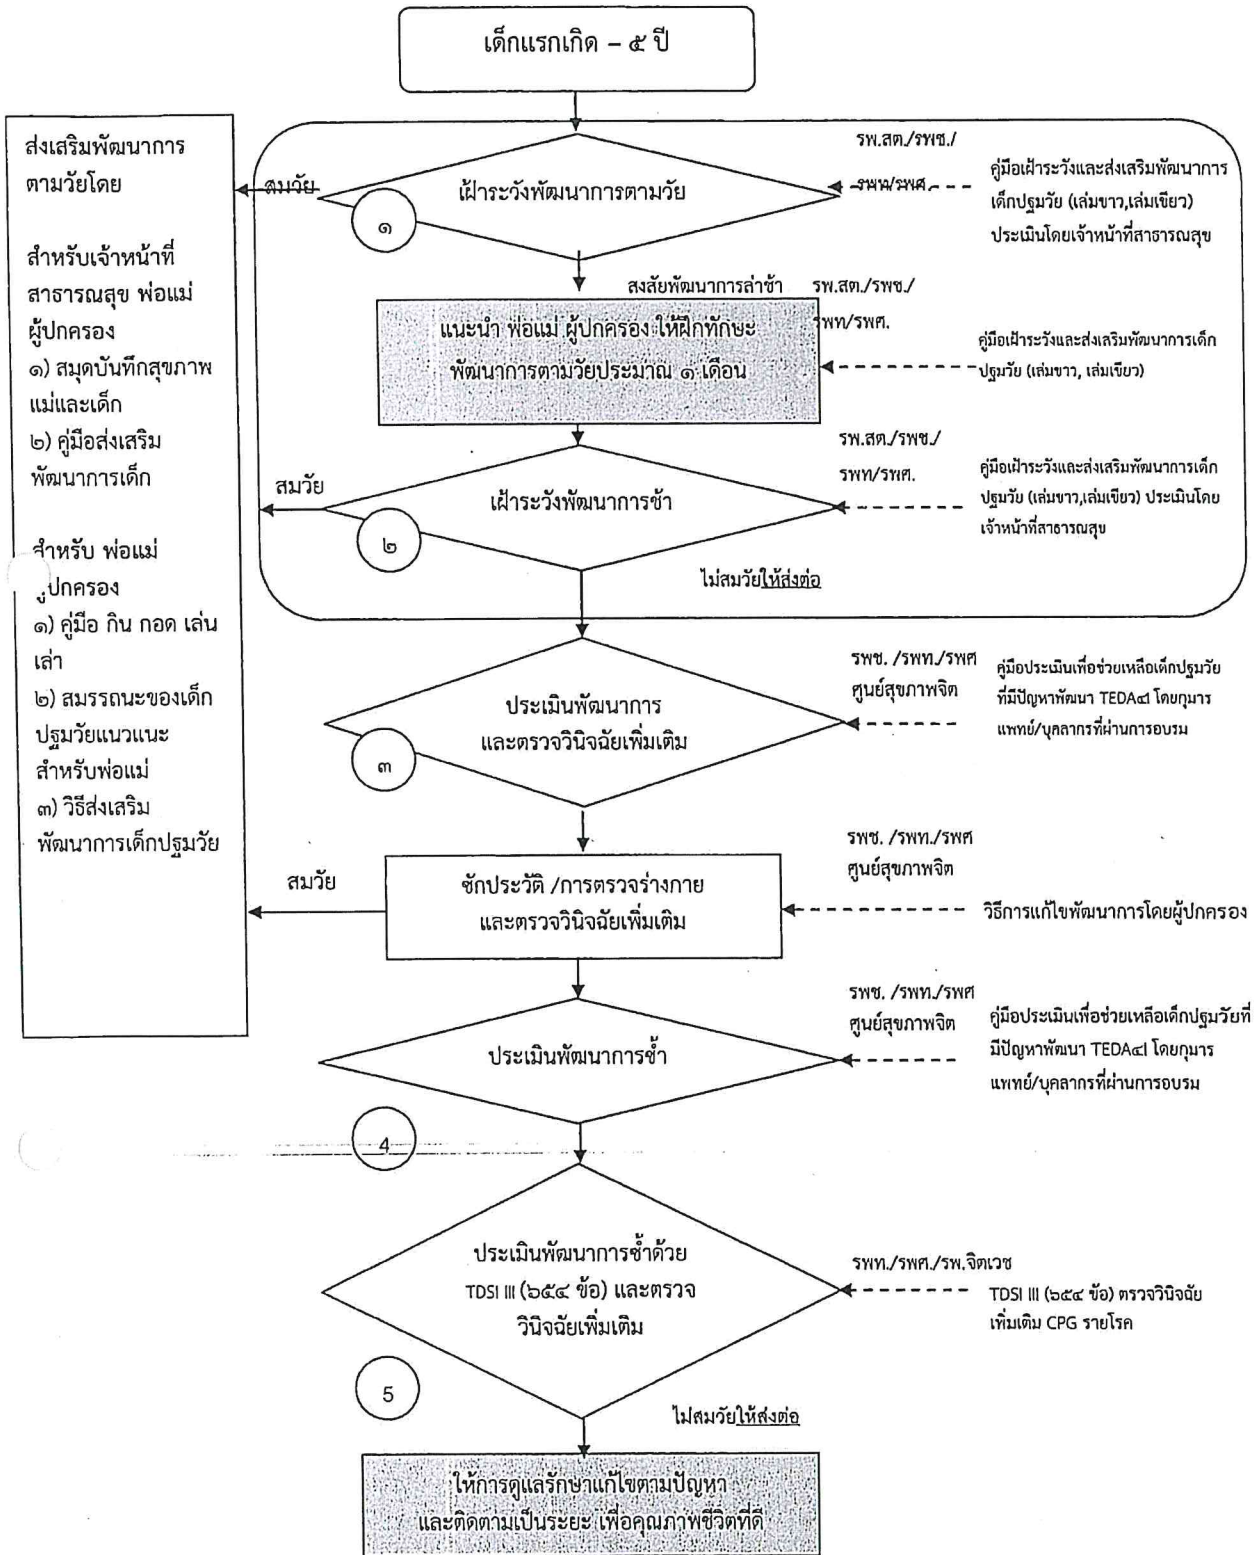 เด็กแรกเกิด – ๕ ปี
ส่งเสริมพัฒนาการ
ตามวัยโดย
สำหรับเจ้าหน้าที่
สาธารณสุข พ่อแม่
ผู้ปกครอง
๑) สมุดบันทึกสุขภาพ
แม่และเด็ก
๒) คู่มือส่งเสริม
พัฒนาการเด็ก
สำหรับ พ่อแม่
ผู้ปกครอง
๑) คู่มือ กิน กอด เล่น
เล่า
๒) สมรรถนะของเด็ก
ปฐมวัยแนวแนะ
สำหรับพ่อแม่
๓) วิธีส่งเสริม
พัฒนาการเด็กปฐมวัย
สมวัย
เฝ้าระวังพัฒนาการตามวัย
๑
รพ.สต./รพช./
รพท/รพศ.
คู่มือเฝ้าระวังและส่งเสริมพัฒนาการ
เด็กปฐมวัย (เล่มขาว,เล่มเขียว)
ประเมินโดยเจ้าหน้าที่สาธารณสุข
สงสัยพัฒนาการล่าช้า
รพ.สต./รพช./
รพท/รพศ.
แนะนำ พ่อแม่ ผู้ปกครอง ให้ฝึกทักษะ
พัฒนาการตามวัยประมาณ ๑ เดือน
คู่มือเฝ้าระวังและส่งเสริมพัฒนาการเด็ก
ปฐมวัย (เล่มขาว, เล่มเขียว)
สมวัย
เฝ้าระวังพัฒนาการช้า
๒
รพ.สต./รพช./
รพท/รพศ.
คู่มือเฝ้าระวังและส่งเสริมพัฒนาการเด็ก
ปฐมวัย (เล่มขาว,เล่มเขียว) ประเมินโดย
เจ้าหน้าที่สาธารณสุข
ไม่สมวัยให้ส่งต่อ
ประเมินพัฒนาการ
และตรวจวินิจฉัยเพิ่มเติม
๓
รพช. /รพท./รพศ
ศูนย์สุขภาพจิต
คู่มือประเมินเพื่อช่วยเหลือเด็กปฐมวัย
ที่มีปัญหาพัฒนา TEDA๔I โดยกุมาร
แพทย์/บุคลากรที่ผ่านการอบรม
สมวัย
ซักประวัติ /การตรวจร่างกาย
และตรวจวินิจฉัยเพิ่มเติม
รพช. /รพท./รพศ
ศูนย์สุขภาพจิต
วิธีการแก้ไขพัฒนาการโดยผู้ปกครอง
ประเมินพัฒนาการซ้ำ
4
รพช. /รพท./รพศ
ศูนย์สุขภาพจิต
คู่มือประเมินเพื่อช่วยเหลือเด็กปฐมวัยที่
มีปัญหาพัฒนา TEDA๔I โดยกุมาร
แพทย์/บุคลากรที่ผ่านการอบรม
ประเมินพัฒนาการซ้ำด้วย
TDSI III (๖๕๔ ข้อ) และตรวจ
วินิจฉัยเพิ่มเติม
5
รพท./รพศ./รพ.จิตเวช
TDSI III (๖๕๔ ข้อ) ตรวจวินิจฉัย
เพิ่มเติม CPG รายโรค
ไม่สมวัยให้ส่งต่อ
ให้การดูแลรักษาแก้ไขตามปัญหา
และติดตามเป็นระยะ เพื่อคุณภาพชีวิตที่ดี